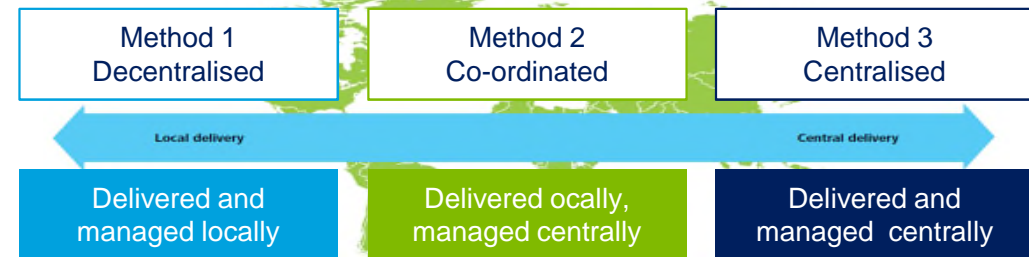 Method 1
Decentralised
Method 2
Co-ordinated
Method 3
Centralised
Local delivery
Central delivery
Delivered and
managed locally
Delivered ocally,
managed centrally
Delivered and
managed  centrally